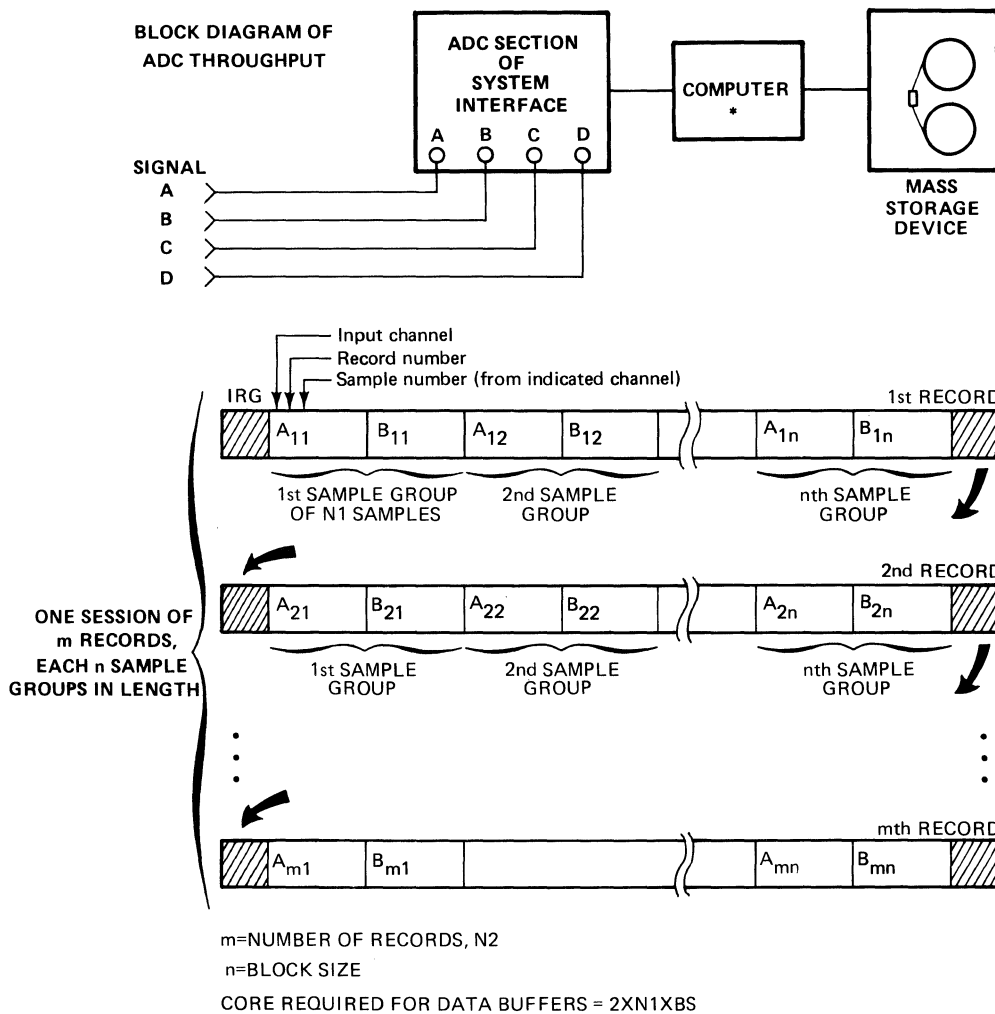 BLOCK DIAGRAM OF
ADC THROUGHPUT
ADC SECTION
OF
SYSTEM
INTERFACE
A B C D
COMPUTER
*
MASS
STORAGE
DEVICE
SIGNAL
A
B
C
D
Input channel
Record number
Sample number (from indicated channel)
IRG
1st RECORD
A11 B11 A12 B12 A1n B1n
1st SAMPLE GROUP
OF N1 SAMPLES
2nd SAMPLE
GROUP
nth SAMPLE
GROUP
2nd RECORD
A21 B21 A22 B22 A2n B2n
1st SAMPLE
GROUP
2nd SAMPLE
GROUP
nth SAMPLE
GROUP
ONE SESSION OF
m RECORDS,
EACH n SAMPLE
GROUPS IN LENGTH
mth RECORD
Am1 Bm1 Amn Bmn
m=NUMBER OF RECORDS, N2
n=BLOCK SIZE
CORE REQUIRED FOR DATA BUFFERS = 2XN1XBS